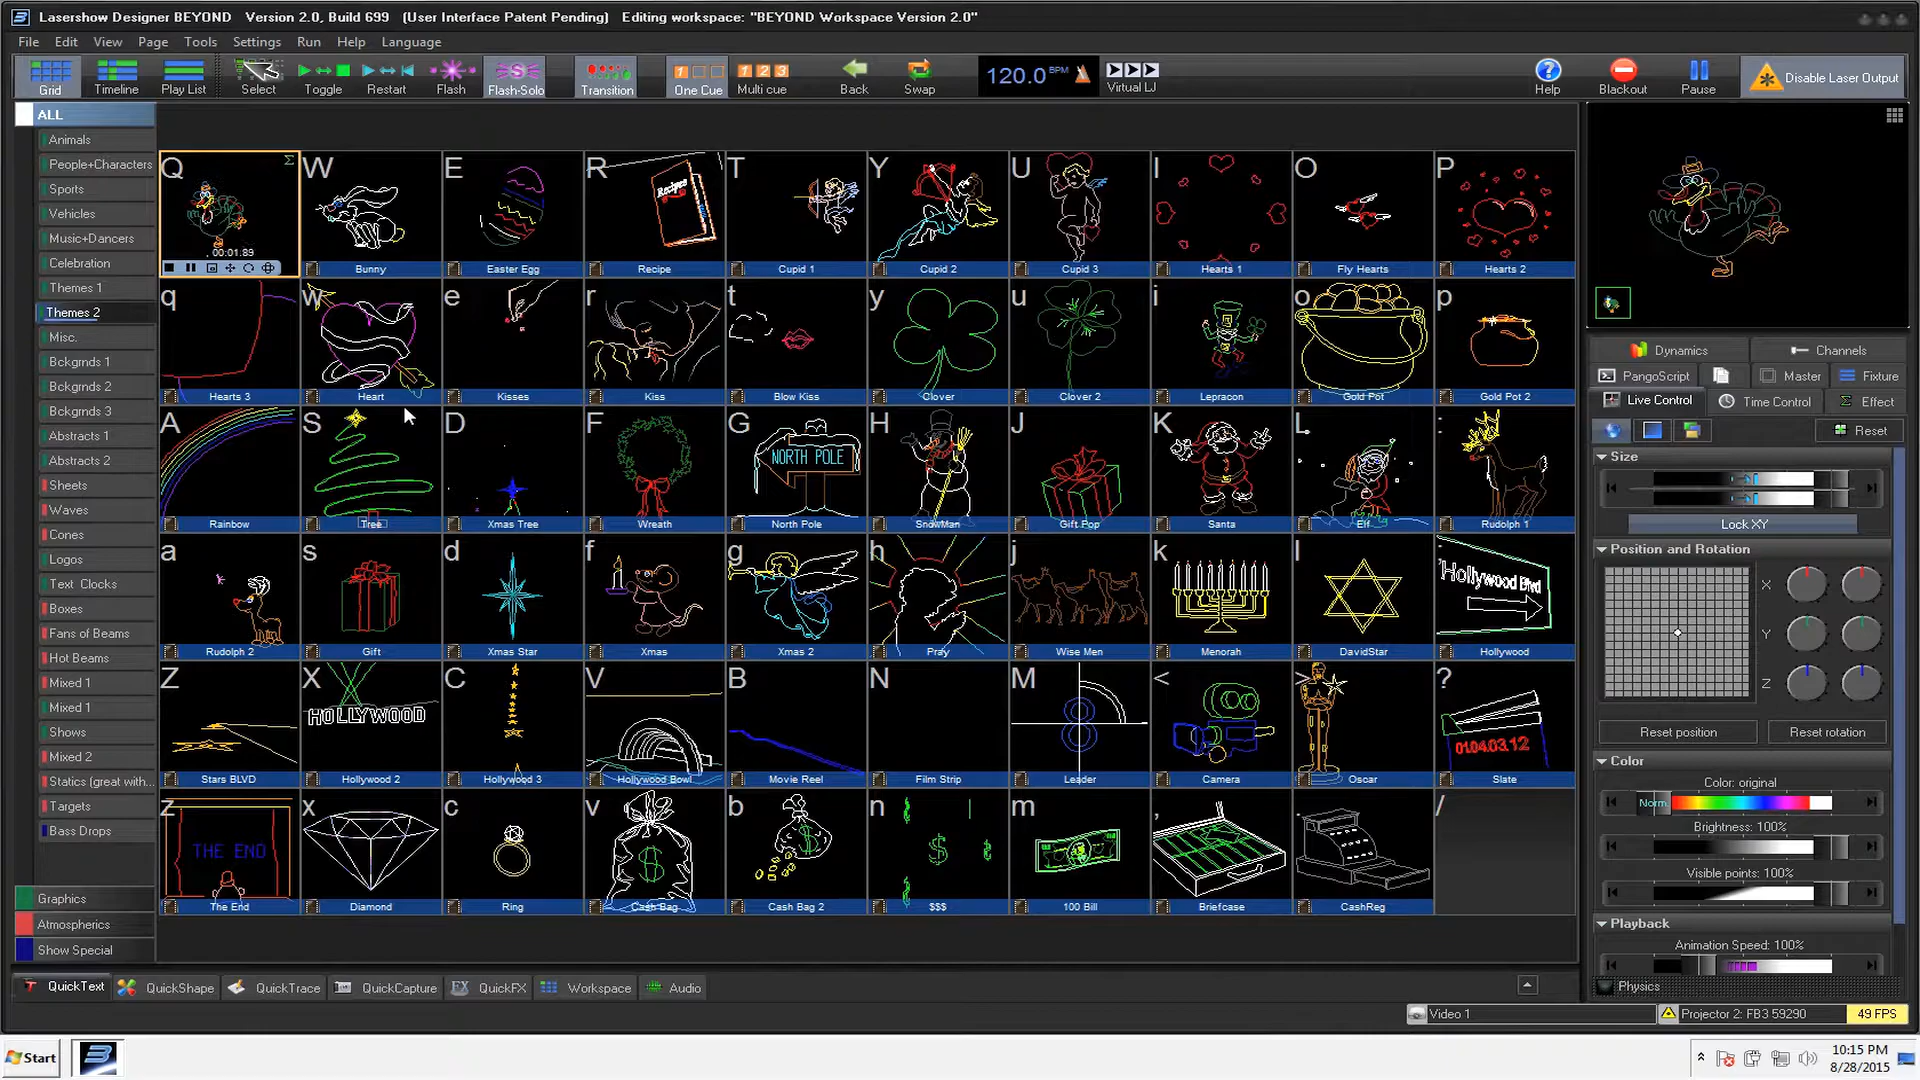 Lasershow Designer BEYOND Version 2.0, Build 699 (User Interface Patent Pending) Editing workspace: "BEYOND Workspace Version 2.0"
File Edit View Page Tools Settings Run Help Language
Grid Timeline Play List Select Toggle Restart Flash Flash-Solo Transition One Cue Multi cue Back Swap 120.0 BPM Virtual LJ Help Blackout Pause Disable Laser Output
ALL
Animals
People+Characters
Sports
Vehicles
Music+Dancers
Celebration
Themes 1
Themes 2
Misc.
Bckgrnds 1
Bckgrnds 2
Bckgrnds 3
Abstracts 1
Abstracts 2
Sheets
Waves
Cones
Logos
Text Clocks
Boxes
Fans of Beams
Hot Beams
Mixed 1
Mixed 1
Shows
Mixed 2
Statics (great with...
Targets
Bass Drops
Graphics
Atmospherics
Show Special
Q W E R T Y U I O P
Recipes
00:01.89
Bunny Easter Egg Recipe Cupid 1 Cupid 2 Cupid 3 Hearts 1 Fly Hearts Hearts 2
q w e r t y u i o p
Hearts 3 Heart Kisses Kiss Blow Kiss Clover Clover 2 Lepracon Gold Pot Gold Pot 2
A S D F G H J K L :
NORTH POLE
Rainbow Tree Xmas Tree Wreath North Pole SnowMan Gift Pop Santa Elf Rudolph 1
a s d f g h j k l ;
Hollywood Blvd
Rudolph 2 Gift Xmas Star Xmas Xmas 2 Pray Wise Men Menorah DavidStar Hollywood
Z X C V B N M < > ?
HOLLYWOOD
01:04:03.12
Stars BLVD Hollywood 2 Hollywood 3 Hollywood Bowl Movie Reel Film Strip Leader Camera Oscar Slate
z x c v b n m , . /
THE END
The End Diamond Ring Cash Bag Cash Bag 2 $$$ 100 Bill Briefcase CashReg
Dynamics Channels
PangoScript Master Fixture
Live Control Time Control Effect
Reset
Size
Lock XY
Position and Rotation
X
Y
Z
Reset position Reset rotation
Color
Color: original
Norm.
Brightness: 100%
Visible points: 100%
Playback
Animation Speed: 100%
Physics
QuickText QuickShape QuickTrace QuickCapture QuickFX Workspace Audio
Video 1 Projector 2: FB3 59290 49 FPS
Start
10:15 PM
8/28/2015